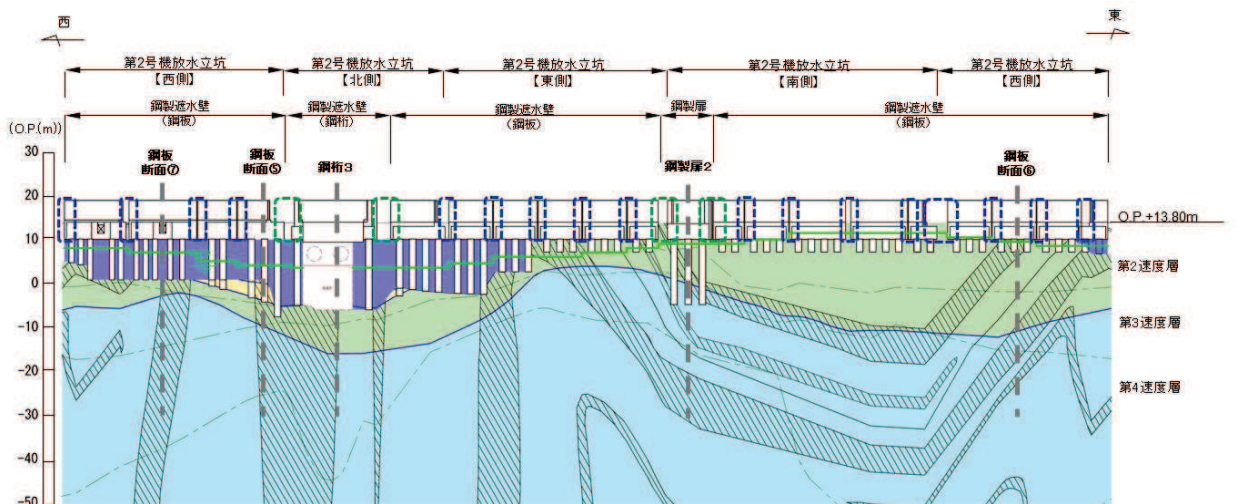 西
東
第2号機放水立坑
【西側】
第2号機放水立坑
【北側】
第2号機放水立坑
【東側】
第2号機放水立坑
【南側】
第2号機放水立坑
【西側】
鋼製遮水壁
(鋼板)
鋼製遮水壁
(鋼桁)
鋼製遮水壁
(鋼板)
鋼製扉
鋼製遮水壁
(鋼板)
(O.P.(m))
鋼板
断面⑦
鋼板
断面⑤
鋼桁3
鋼製扉2
鋼板
断面⑥
30
20
10
0
-10
-20
-30
-40
-50
O.P.+13.80m
第2速度層
第3速度層
第4速度層